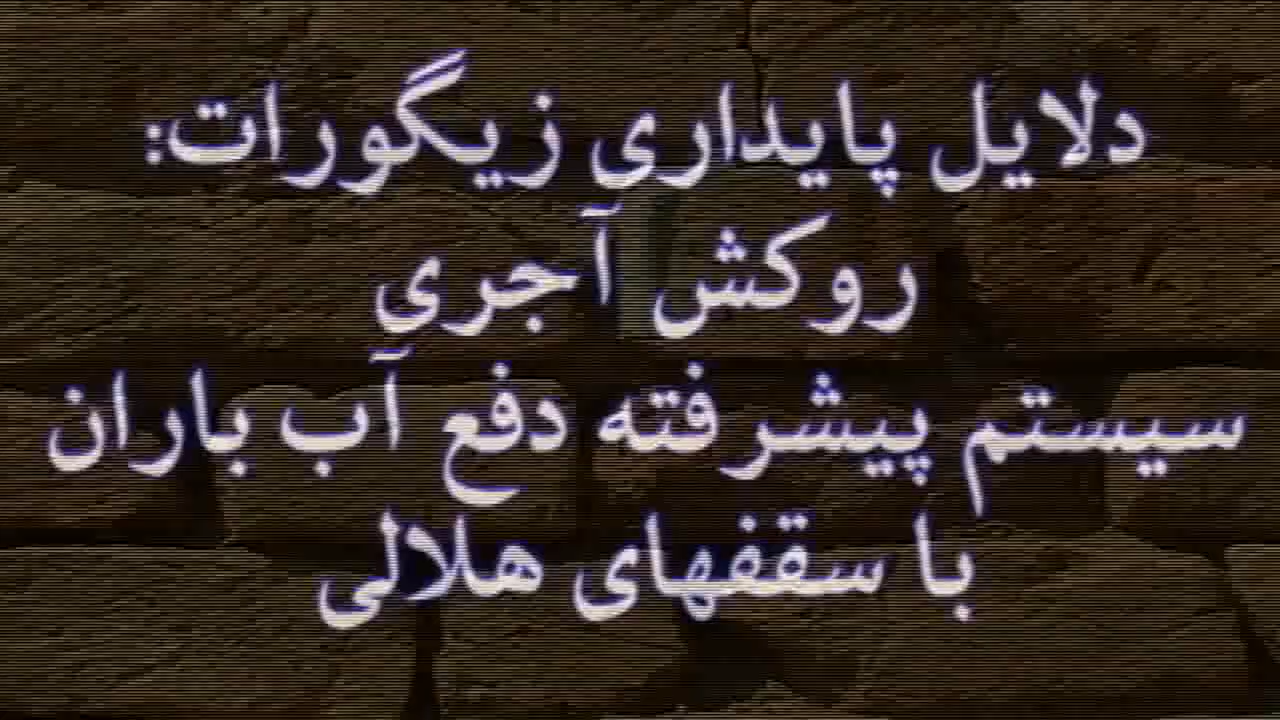 دلایل پایداری زیگورات:
روکش آجری
سیستم پیشرفته دفع آب باران
با سقفهای هلالی